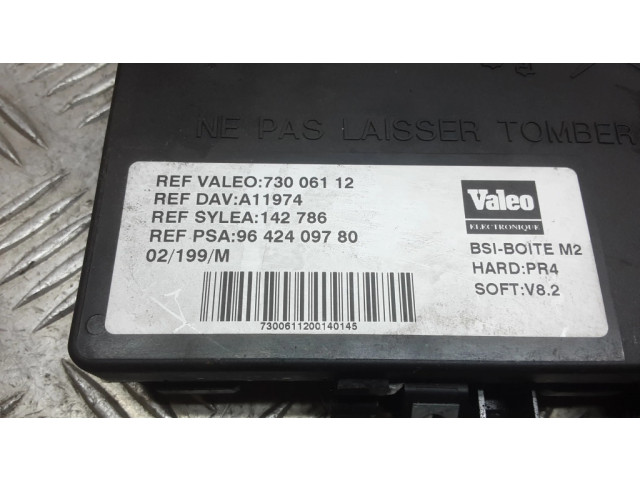 NE PAS LAISSER TOMBER
REF VALEO:730 061 12
REF DAV:A11974
REF SYLEA:142 786
REF PSA:96 424 097 80
02/199/M
7300611200140145
Valeo
ELECTRONIQUE
BSI-BOITE M2
HARD:PR4
SOFT:V8.2